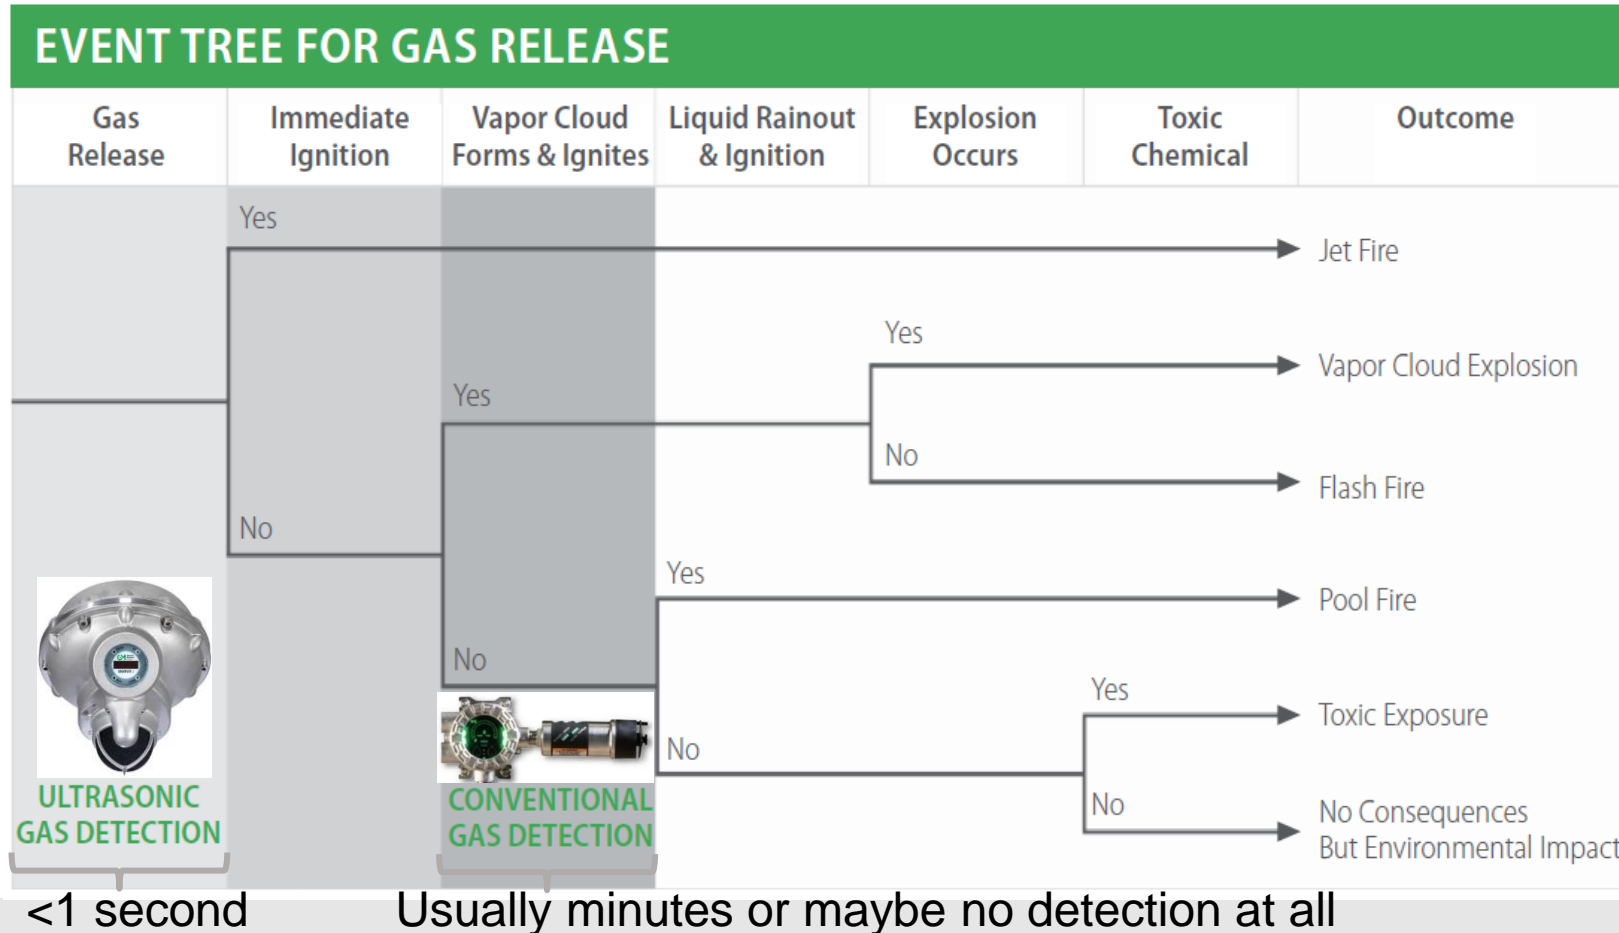 EVENT TREE FOR GAS RELEASE
Gas
Release
Immediate
Ignition
Vapor Cloud
Forms & Ignites
Liquid Rainout
& Ignition
Explosion
Occurs
Toxic
Chemical
Outcome
Yes
Jet Fire
Yes
Vapor Cloud Explosion
Yes
No
Flash Fire
No
Yes
Pool Fire
No
Yes
Toxic Exposure
No
No
No Consequences
But Environmental Impact
ULTRASONIC
GAS DETECTION
CONVENTIONAL
GAS DETECTION
<1 second
Usually minutes or maybe no detection at all